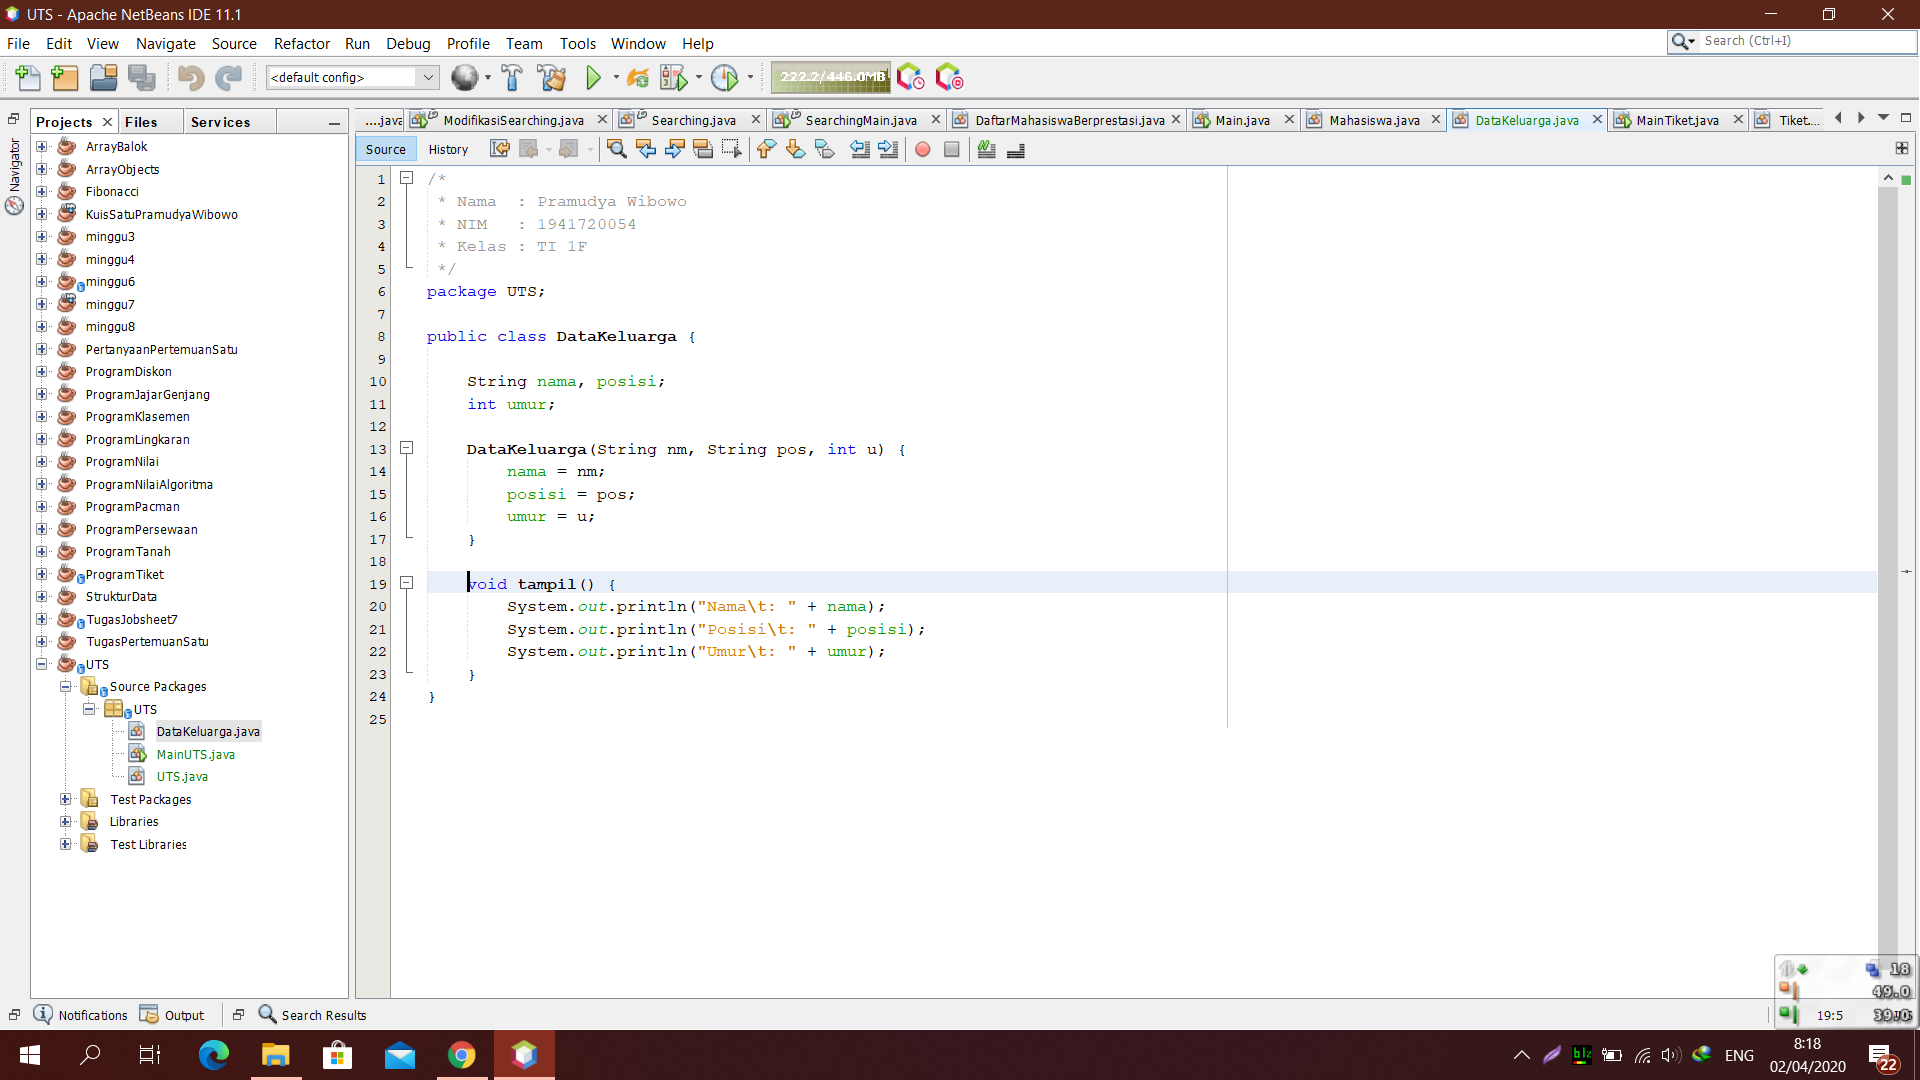 UTS - Apache NetBeans IDE 11.1
File Edit View Navigate Source Refactor Run Debug Profile Team Tools Window Help
Search (Ctrl+I)
<default config>
222.2/446.0MB
Projects Files Services
....java ModifikasiSearching.java Searching.java SearchingMain.java DaftarMahasiswaBerprestasi.java Main.java Mahasiswa.java DataKeluarga.java MainTiket.java Tiket....
Source History
Navigator
ArrayBalok
ArrayObjects
Fibonacci
KuisSatuPramudyaWibowo
minggu3
minggu4
minggu6
minggu7
minggu8
PertanyaanPertemuanSatu
ProgramDiskon
ProgramJajarGenjang
ProgramKlasemen
ProgramLingkaran
ProgramNilai
ProgramNilaiAlgoritma
ProgramPacman
ProgramPersewaan
ProgramTanah
ProgramTiket
StrukturData
TugasJobsheet7
TugasPertemuanSatu
UTS
Source Packages
UTS
DataKeluarga.java
MainUTS.java
UTS.java
Test Packages
Libraries
Test Libraries
1 /*
2 * Nama : Pramudya Wibowo
3 * NIM : 1941720054
4 * Kelas : TI 1F
5 */
6 package UTS;
7
8 public class DataKeluarga {
9
10 String nama, posisi;
11 int umur;
12
13 DataKeluarga(String nm, String pos, int u) {
14 nama = nm;
15 posisi = pos;
16 umur = u;
17 }
18
19 void tampil() {
20 System.out.println("Nama\t: " + nama);
21 System.out.println("Posisi\t: " + posisi);
22 System.out.println("Umur\t: " + umur);
23 }
24 }
25
18
49.0
39.0
Notifications Output Search Results
19:5
ENG
8:18
02/04/2020
22